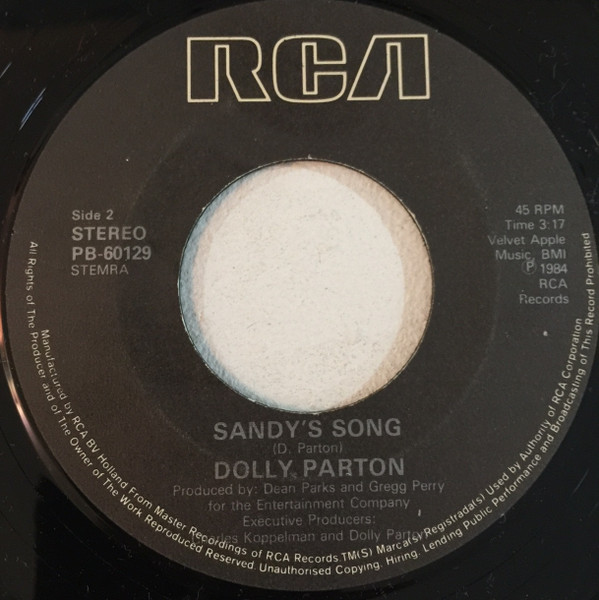 RCA
Side 2
STEREO
PB-60129
STEMRA
45 RPM
Time 3:17
Velvet Apple
Music, BMI
Ⓟ 1984
RCA
Records
SANDY'S SONG
(D. Parton)
DOLLY PARTON
Produced by: Dean Parks and Gregg Perry
for the Entertainment Company
Executive Producers:
Charles Koppelman and Dolly Parton
Manufactured by RCA BV Holland From Master Recordings of RCA Records TM(S) Marca(s) Registrada(s) Used by Authority of RCA Corporation
All Rights of The Producer and of The Owner of The Work Reproduced Reserved. Unauthorised Copying, Hiring, Lending Public Performance and Broadcasting of This Record Prohibited